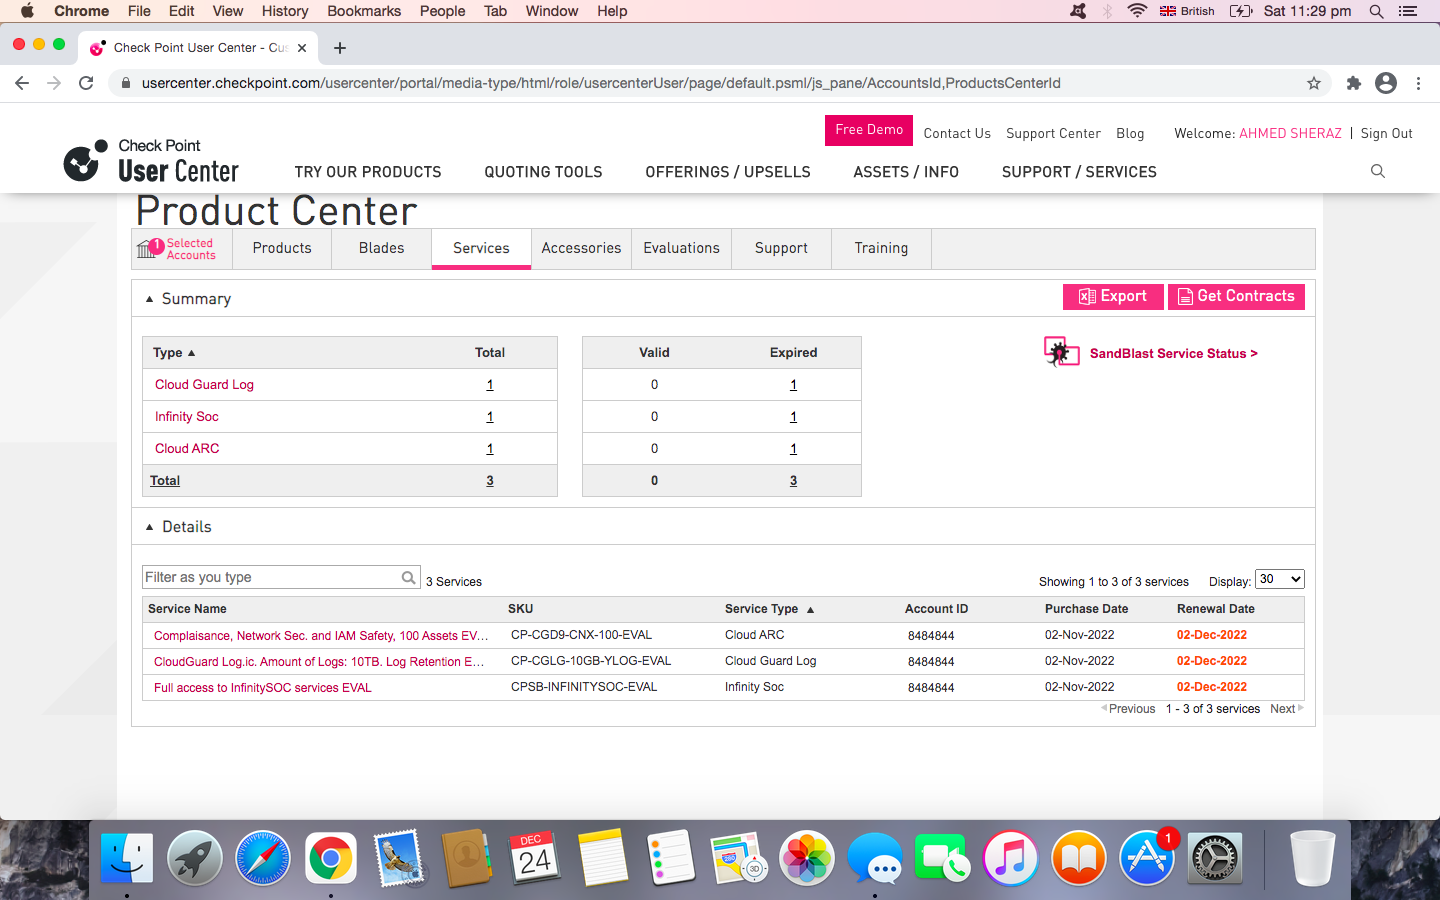 Chrome File Edit View History Bookmarks People Tab Window Help British Sat 11:29 pm
Check Point User Center - Cus
usercenter.checkpoint.com/usercenter/portal/media-type/html/role/usercenterUser/page/default.psml/js_pane/AccountsId,ProductsCenterId
Free Demo Contact Us Support Center Blog Welcome: AHMED SHERAZ | Sign Out
Check Point
User Center
TRY OUR PRODUCTS QUOTING TOOLS OFFERINGS / UPSELLS ASSETS / INFO SUPPORT / SERVICES
Product Center
1 Selected Accounts Products Blades Services Accessories Evaluations Support Training
Summary Export Get Contracts
Type Total Valid Expired
SandBlast Service Status >
Cloud Guard Log 1 0 1
Infinity Soc 1 0 1
Cloud ARC 1 0 1
Total 3 0 3
Details
Filter as you type 3 Services Showing 1 to 3 of 3 services Display: 30
Service Name SKU Service Type Account ID Purchase Date Renewal Date
Complaisance, Network Sec. and IAM Safety, 100 Assets EV... CP-CGD9-CNX-100-EVAL Cloud ARC 8484844 02-Nov-2022 02-Dec-2022
CloudGuard Log.ic. Amount of Logs: 10TB. Log Retention E... CP-CGLG-10GB-YLOG-EVAL Cloud Guard Log 8484844 02-Nov-2022 02-Dec-2022
Full access to InfinitySOC services EVAL CPSB-INFINITYSOC-EVAL Infinity Soc 8484844 02-Nov-2022 02-Dec-2022
Previous 1 - 3 of 3 services Next
DEC
24
280
3D
1